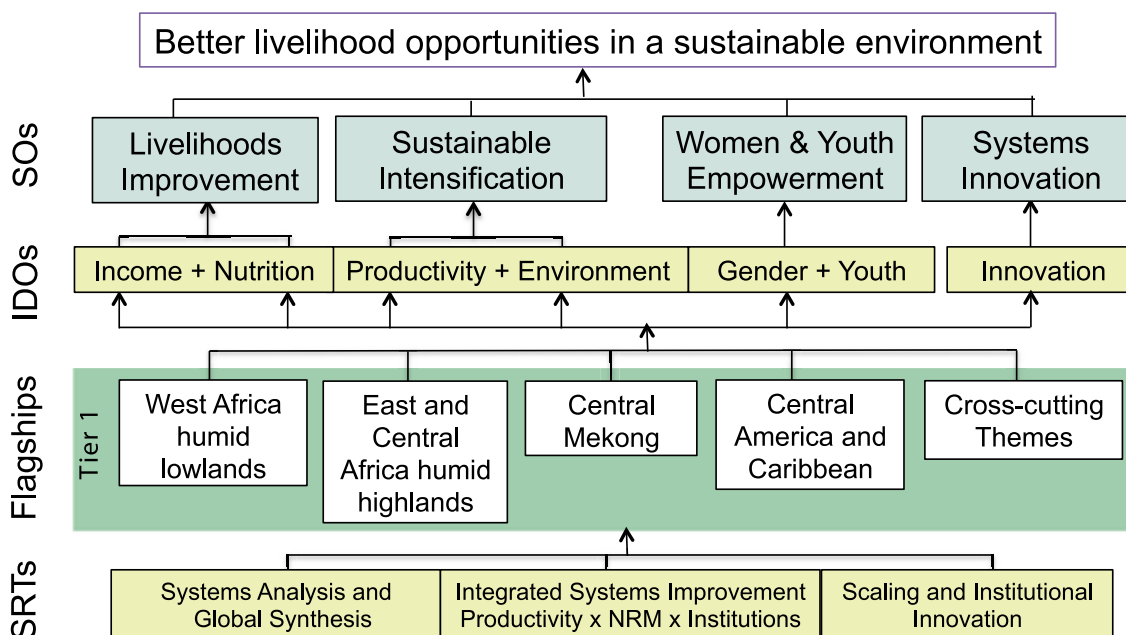 Better livelihood opportunities in a sustainable environment
SOs
Livelihoods
Improvement
Sustainable
Intensification
Women & Youth
Empowerment
Systems
Innovation
IDOs
Income + Nutrition
Productivity + Environment
Gender + Youth
Innovation
Flagships
Tier 1
West Africa
humid
lowlands
East and
Central
Africa humid
highlands
Central
Mekong
Central
America and
Caribbean
Cross-cutting
Themes
SRTs
Systems Analysis and
Global Synthesis
Integrated Systems Improvement
Productivity x NRM x Institutions
Scaling and Institutional
Innovation